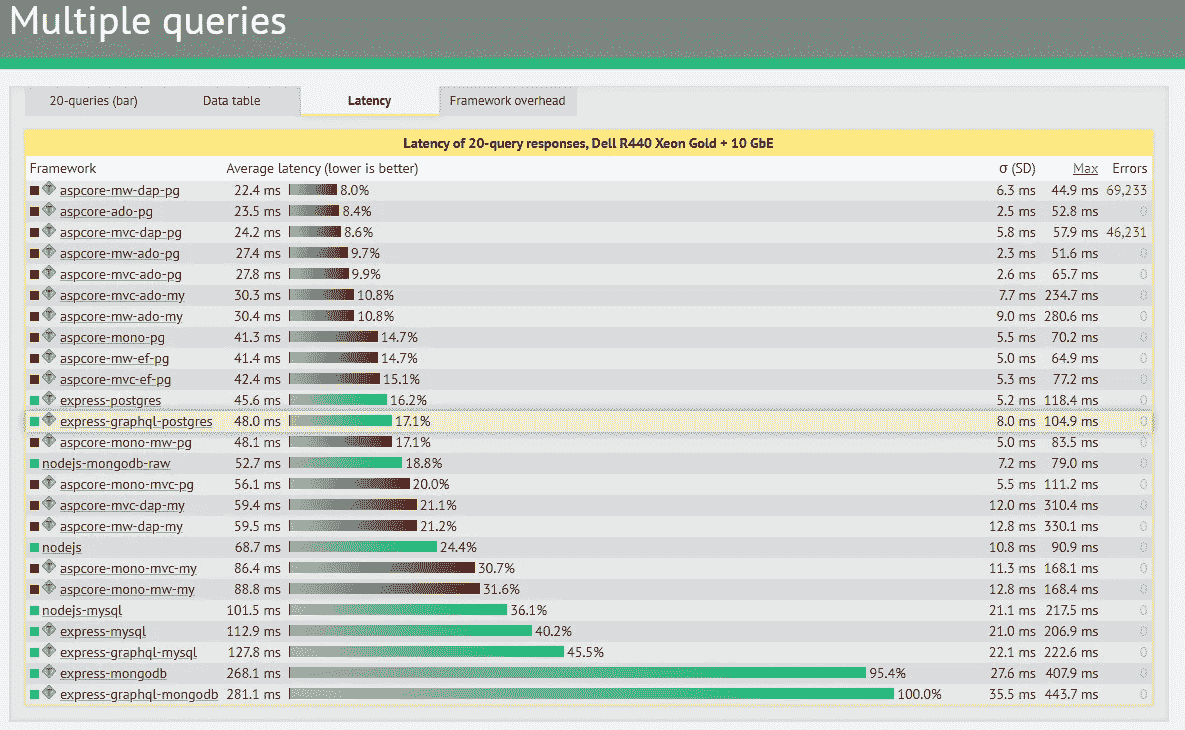 Multiple queries
20-queries (bar) Data table Latency Framework overhead
Latency of 20-query responses, Dell R440 Xeon Gold + 10 GbE
Framework Average latency (lower is better) σ (SD) Max Errors
aspcore-mw-dap-pg 22.4 ms 8.0% 6.3 ms 44.9 ms 69,233
aspcore-ado-pg 23.5 ms 8.4% 2.5 ms 52.8 ms 0
aspcore-mvc-dap-pg 24.2 ms 8.6% 5.8 ms 57.9 ms 46,231
aspcore-mw-ado-pg 27.4 ms 9.7% 2.3 ms 51.6 ms 0
aspcore-mvc-ado-pg 27.8 ms 9.9% 2.6 ms 65.7 ms 0
aspcore-mvc-ado-my 30.3 ms 10.8% 7.7 ms 234.7 ms 0
aspcore-mw-ado-my 30.4 ms 10.8% 9.0 ms 280.6 ms 0
aspcore-mono-pg 41.3 ms 14.7% 5.5 ms 70.2 ms 0
aspcore-mw-ef-pg 41.4 ms 14.7% 5.0 ms 64.9 ms 0
aspcore-mvc-ef-pg 42.4 ms 15.1% 5.3 ms 77.2 ms 0
express-postgres 45.6 ms 16.2% 5.2 ms 118.4 ms 0
express-graphql-postgres 48.0 ms 17.1% 8.0 ms 104.9 ms 0
aspcore-mono-mw-pg 48.1 ms 17.1% 5.0 ms 83.5 ms 0
nodejs-mongodb-raw 52.7 ms 18.8% 7.2 ms 79.0 ms 0
aspcore-mono-mvc-pg 56.1 ms 20.0% 5.5 ms 111.2 ms 0
aspcore-mvc-dap-my 59.4 ms 21.1% 12.0 ms 310.4 ms 0
aspcore-mw-dap-my 59.5 ms 21.2% 12.8 ms 330.1 ms 0
nodejs 68.7 ms 24.4% 10.8 ms 90.9 ms 0
aspcore-mono-mvc-my 86.4 ms 30.7% 11.3 ms 168.1 ms 0
aspcore-mono-mw-my 88.8 ms 31.6% 12.8 ms 168.4 ms 0
nodejs-mysql 101.5 ms 36.1% 21.1 ms 217.5 ms 0
express-mysql 112.9 ms 40.2% 21.0 ms 206.9 ms 0
express-graphql-mysql 127.8 ms 45.5% 22.1 ms 222.6 ms 0
express-mongodb 268.1 ms 95.4% 27.6 ms 407.9 ms 0
express-graphql-mongodb 281.1 ms 100.0% 35.5 ms 443.7 ms 0